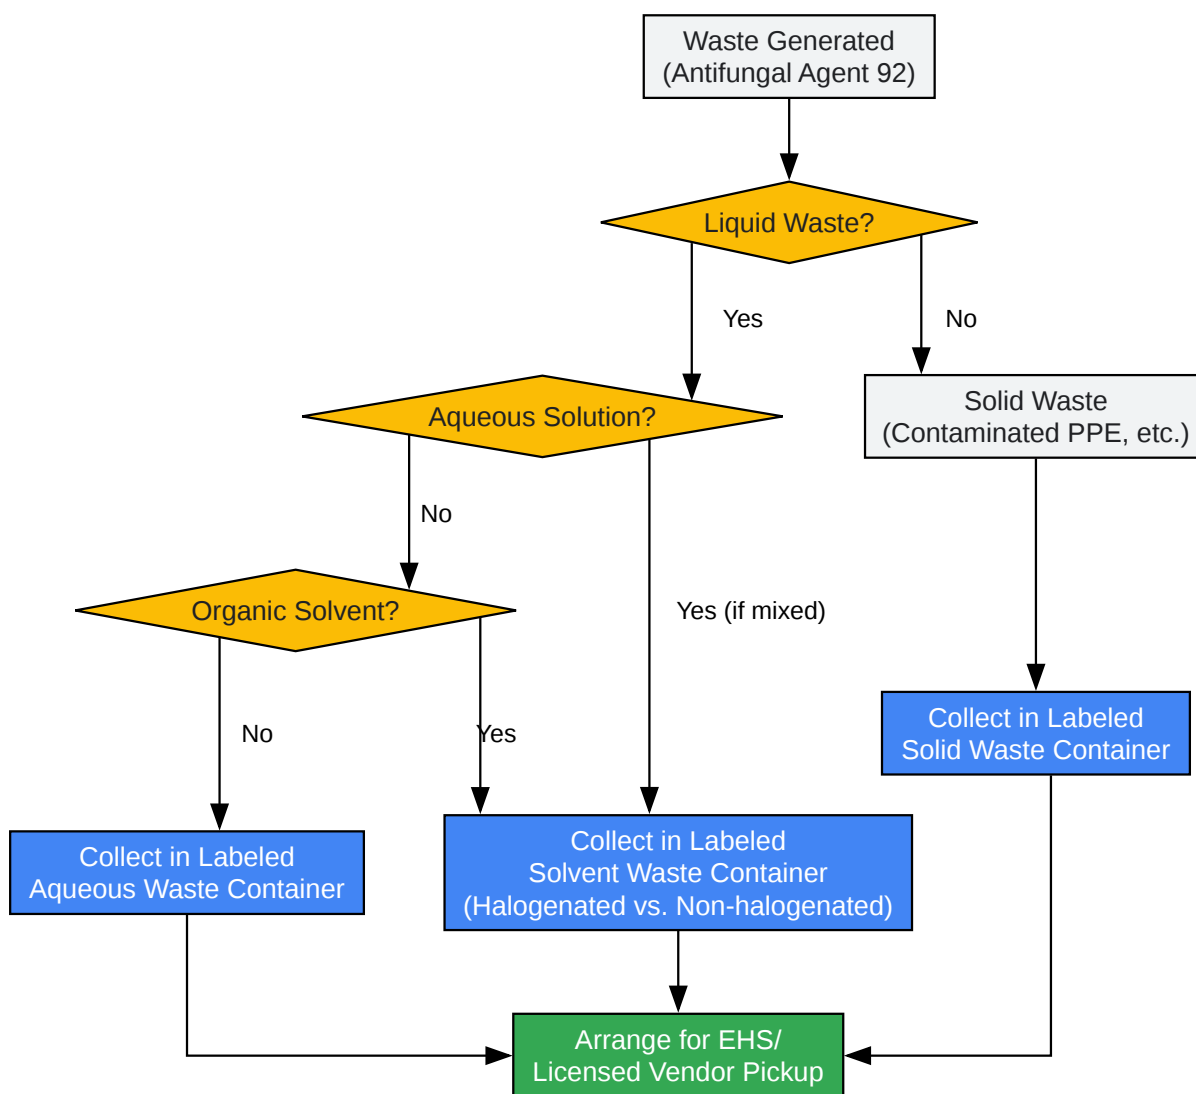 Waste Generated
(Antifungal Agent 92)
Liquid Waste?
Yes
No
Aqueous Solution?
Solid Waste
(Contaminated PPE, etc.)
No
Organic Solvent?
Yes (if mixed)
No
Yes
Collect in Labeled
Solid Waste Container
Collect in Labeled
Aqueous Waste Container
Collect in Labeled
Solvent Waste Container
(Halogenated vs. Non-halogenated)
Arrange for EHS/
Licensed Vendor Pickup